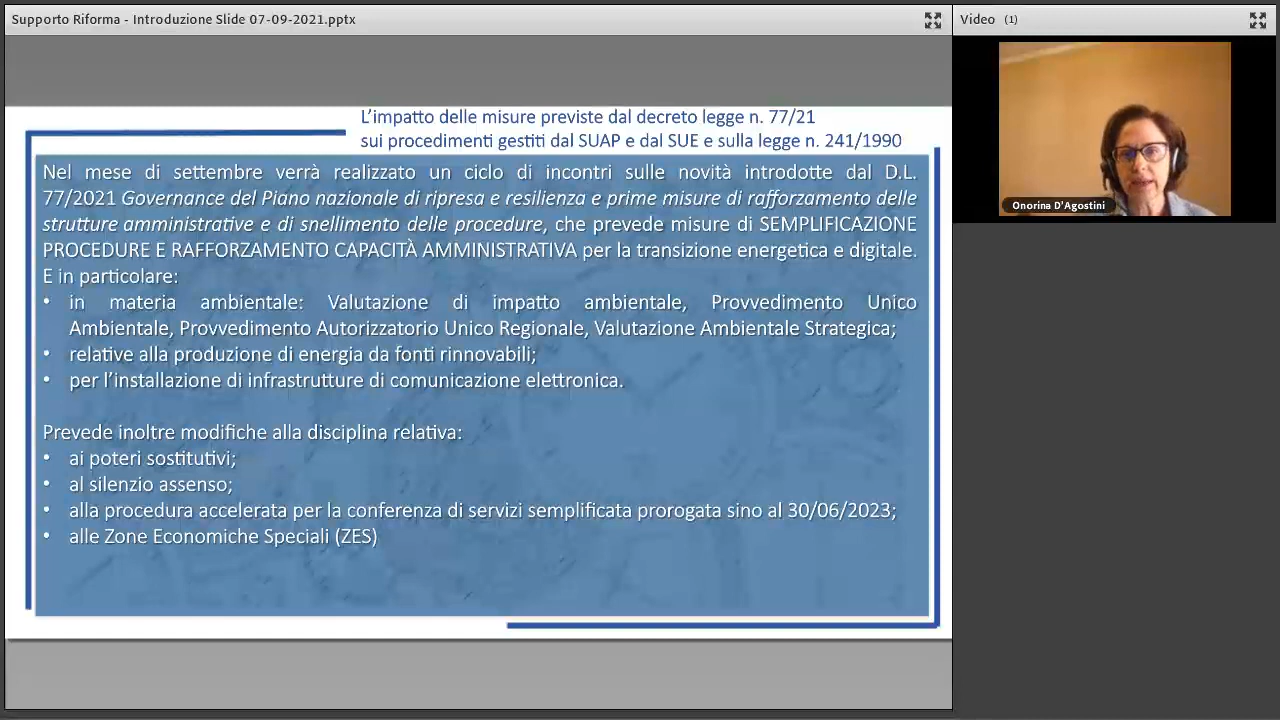 Supporto Riforma - Introduzione Slide 07-09-2021.pptx
Video (1)
L'impatto delle misure previste dal decreto legge n. 77/21
sui procedimenti gestiti dal SUAP e dal SUE e sulla legge n. 241/1990
Nel mese di settembre verrà realizzato un ciclo di incontri sulle novità introdotte dal D.L.
77/2021 Governance del Piano nazionale di ripresa e resilienza e prime misure di rafforzamento delle
strutture amministrative e di snellimento delle procedure, che prevede misure di SEMPLIFICAZIONE
PROCEDURE E RAFFORZAMENTO CAPACITÀ AMMINISTRATIVA per la transizione energetica e digitale.
E in particolare:
• in materia ambientale: Valutazione di impatto ambientale, Provvedimento Unico
Ambientale, Provvedimento Autorizzatorio Unico Regionale, Valutazione Ambientale Strategica;
• relative alla produzione di energia da fonti rinnovabili;
• per l'installazione di infrastrutture di comunicazione elettronica.
Prevede inoltre modifiche alla disciplina relativa:
• ai poteri sostitutivi;
• al silenzio assenso;
• alla procedura accelerata per la conferenza di servizi semplificata prorogata sino al 30/06/2023;
• alle Zone Economiche Speciali (ZES)
Onorina D'Agostini